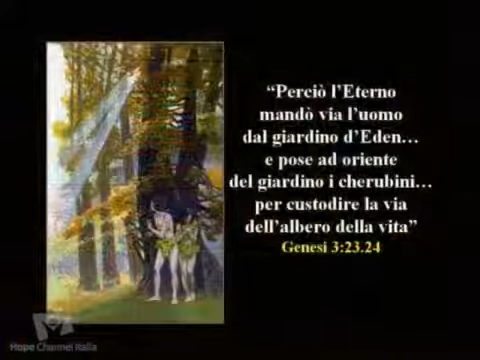 “Perciò l’Eterno
mandò via l’uomo
dal giardino d’Eden…
e pose ad oriente
del giardino i cherubini…
per custodire la via
dell’albero della vita”
Genesi 3:23.24
Hope Channel Italia